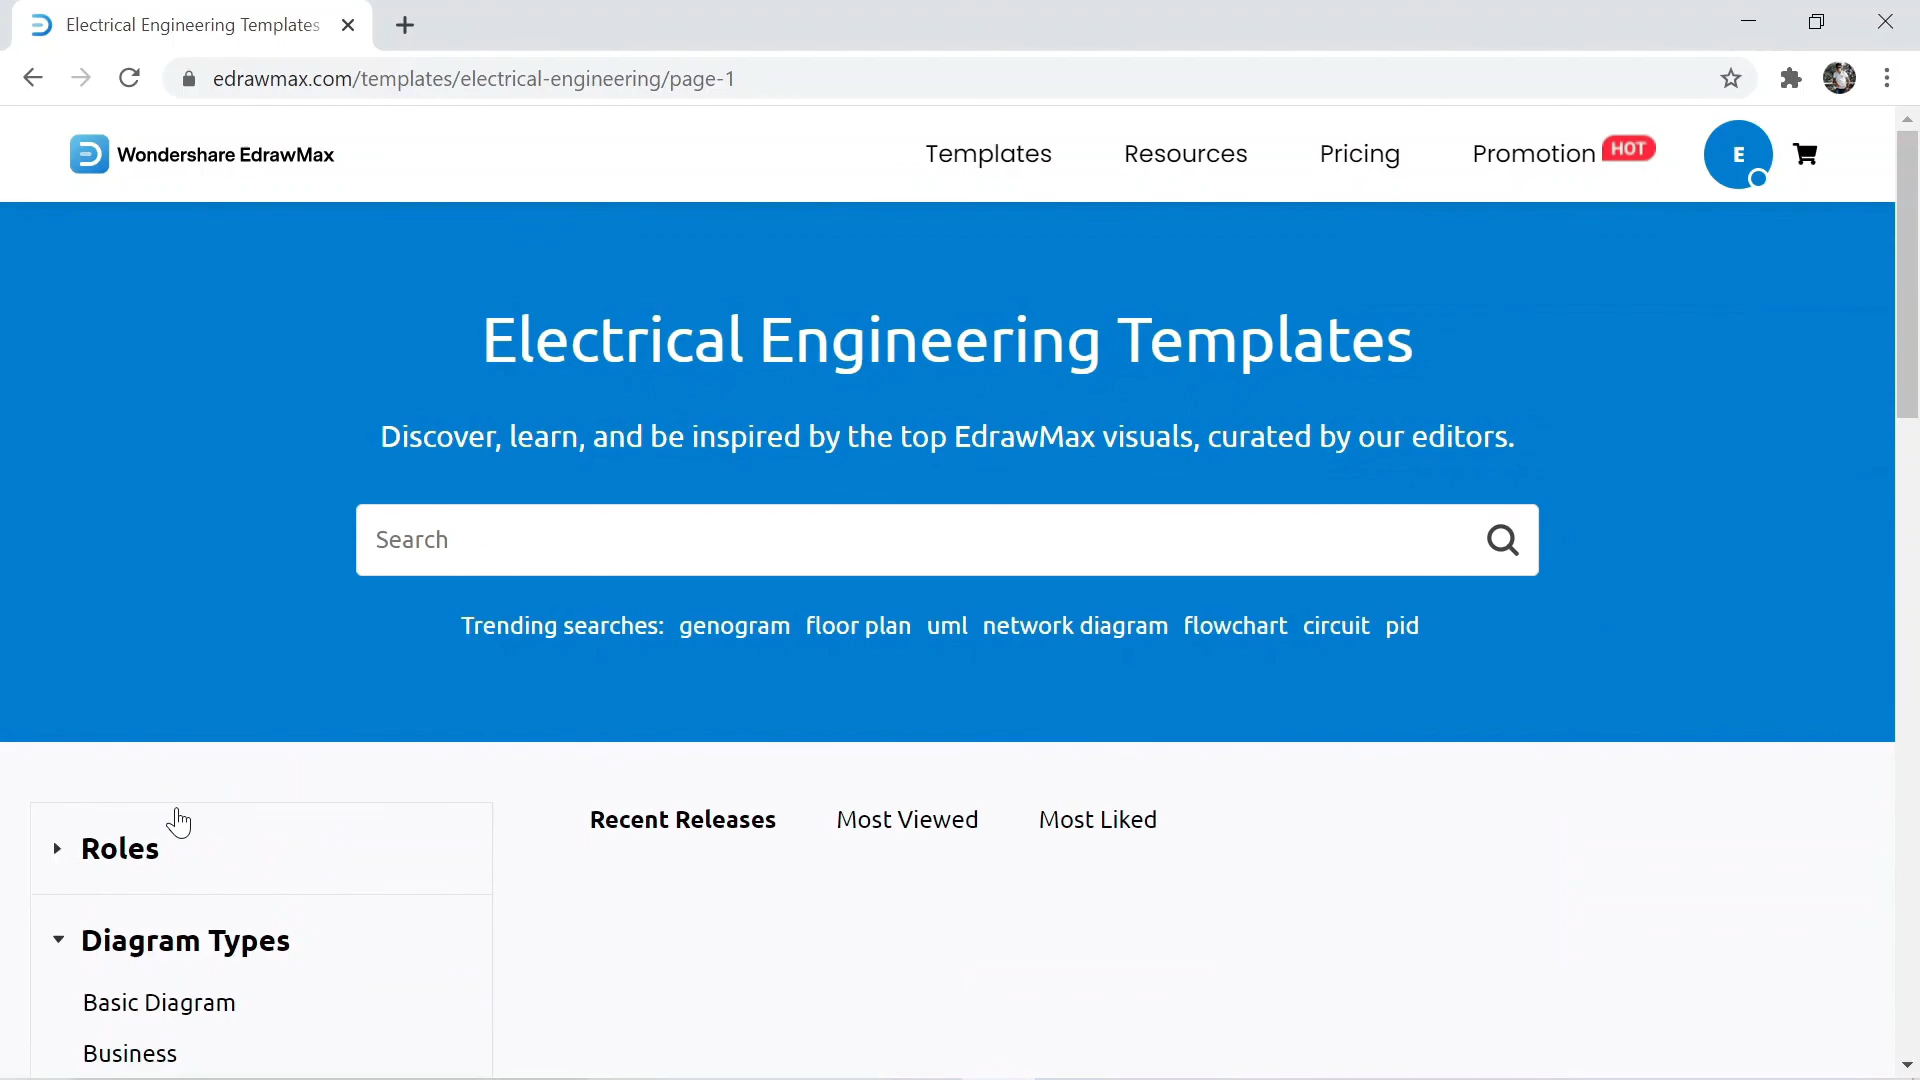 Electrical Engineering Templates
edrawmax.com/templates/electrical-engineering/page-1
Wondershare EdrawMax
Templates
Resources
Pricing
Promotion
HOT
E
Electrical Engineering Templates
Discover, learn, and be inspired by the top EdrawMax visuals, curated by our editors.
Search
Trending searches: genogram floor plan uml network diagram flowchart circuit pid
Roles
Recent Releases
Most Viewed
Most Liked
Diagram Types
Basic Diagram
Business